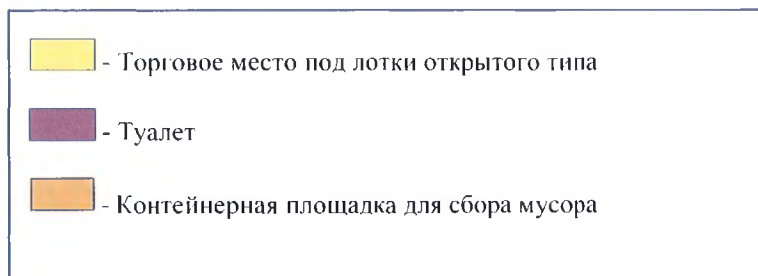 - Торговое место под лотки открытого типа
- Туалет
- Контейнерная площадка для сбора мусора